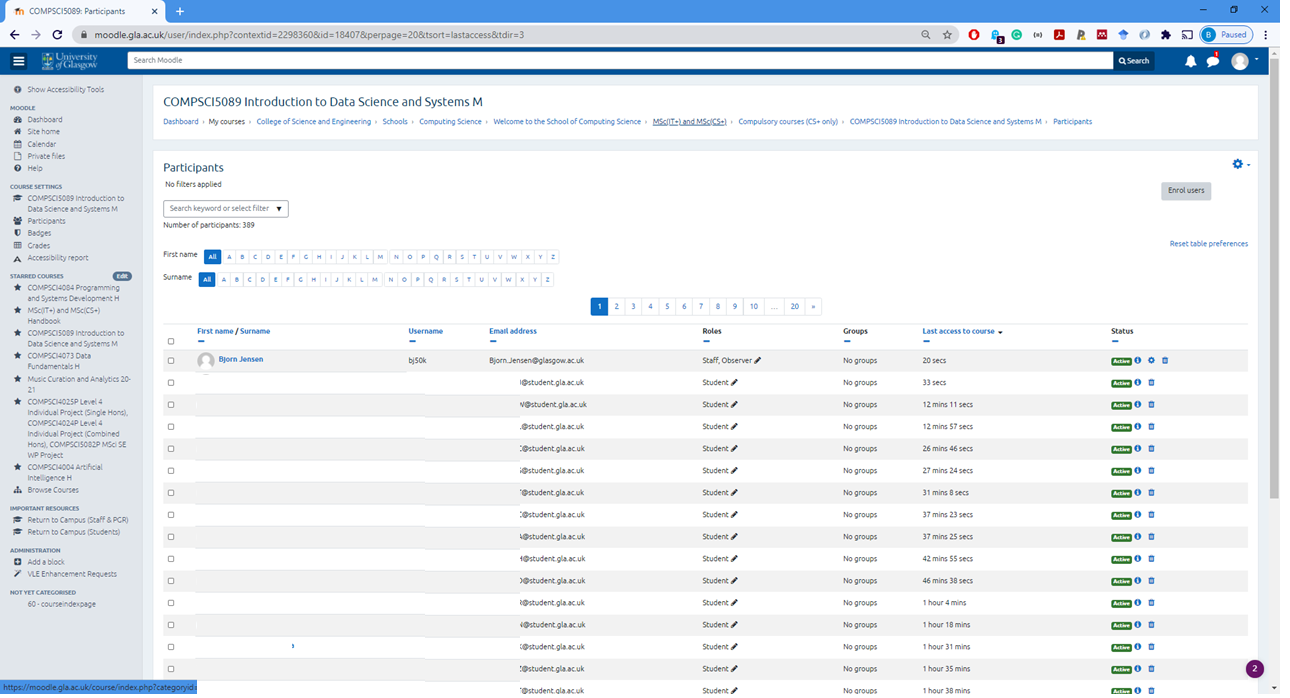 COMPSCI5089: Participants
moodle.gla.ac.uk/user/index.php?contextid=2298360&id=18407&perpage=20&tsort=lastaccess&tdir=3
3
B Paused
University of Glasgow
Search Moodle
Search
1
Show Accessibility Tools
MOODLE
Dashboard
Site home
Calendar
Private files
Help
COURSE SETTINGS
COMPSCI5089 Introduction to
Data Science and Systems M
Participants
Badges
Grades
Accessibility report
STARRED COURSES Edit
COMPSCI4084 Programming
and Systems Development H
MSc(IT+) and MSc(CS+)
Handbook
COMPSCI5089 Introduction to
Data Science and Systems M
COMPSCI4073 Data
Fundamentals H
Music Curation and Analytics 20-
21
COMPSCI4025P Level 4
Individual Project (Single Hons),
COMPSCI4024P Level 4
Individual Project (Combined
Hons), COMPSCI5082P MSci SE
WP Project
COMPSCI4004 Artificial
Intelligence H
Browse Courses
IMPORTANT RESOURCES
Return to Campus (Staff & PGR)
Return to Campus (Students)
ADMINISTRATION
Add a block
VLE Enhancement Requests
NOT YET CATEGORISED
60 - courseindexpage
https://moodle.gla.ac.uk/course/index.php?categoryid=
COMPSCI5089 Introduction to Data Science and Systems M
Dashboard › My courses › College of Science and Engineering › Schools › Computing Science › Welcome to the School of Computing Science › MSc(IT+) and MSc(CS+) › Compulsory courses (CS+ only) › COMPSCI5089 Introduction to Data Science and Systems M › Participants
Participants
No filters applied
Enrol users
Search keyword or select filter ▼
Number of participants: 389
Reset table preferences
First name All A B C D E F G H I J K L M N O P Q R S T U V W X Y Z
Surname All A B C D E F G H I J K L M N O P Q R S T U V W X Y Z
1 2 3 4 5 6 7 8 9 10 ... 20 »
First name / Surname Username Email address Roles Groups Last access to course Status
Bjorn Jensen bj50k Bjorn.Jensen@glasgow.ac.uk Staff, Observer No groups 20 secs Active
@student.gla.ac.uk Student No groups 33 secs Active
@student.gla.ac.uk Student No groups 12 mins 11 secs Active
@student.gla.ac.uk Student No groups 12 mins 57 secs Active
@student.gla.ac.uk Student No groups 26 mins 46 secs Active
@student.gla.ac.uk Student No groups 27 mins 24 secs Active
@student.gla.ac.uk Student No groups 31 mins 8 secs Active
@student.gla.ac.uk Student No groups 37 mins 23 secs Active
@student.gla.ac.uk Student No groups 37 mins 25 secs Active
@student.gla.ac.uk Student No groups 42 mins 55 secs Active
@student.gla.ac.uk Student No groups 46 mins 38 secs Active
@student.gla.ac.uk Student No groups 1 hour 4 mins Active
@student.gla.ac.uk Student No groups 1 hour 18 mins Active
@student.gla.ac.uk Student No groups 1 hour 31 mins Active
@student.gla.ac.uk Student No groups 1 hour 35 mins Active
@student.gla.ac.uk Student No groups 1 hour 38 mins Active
2